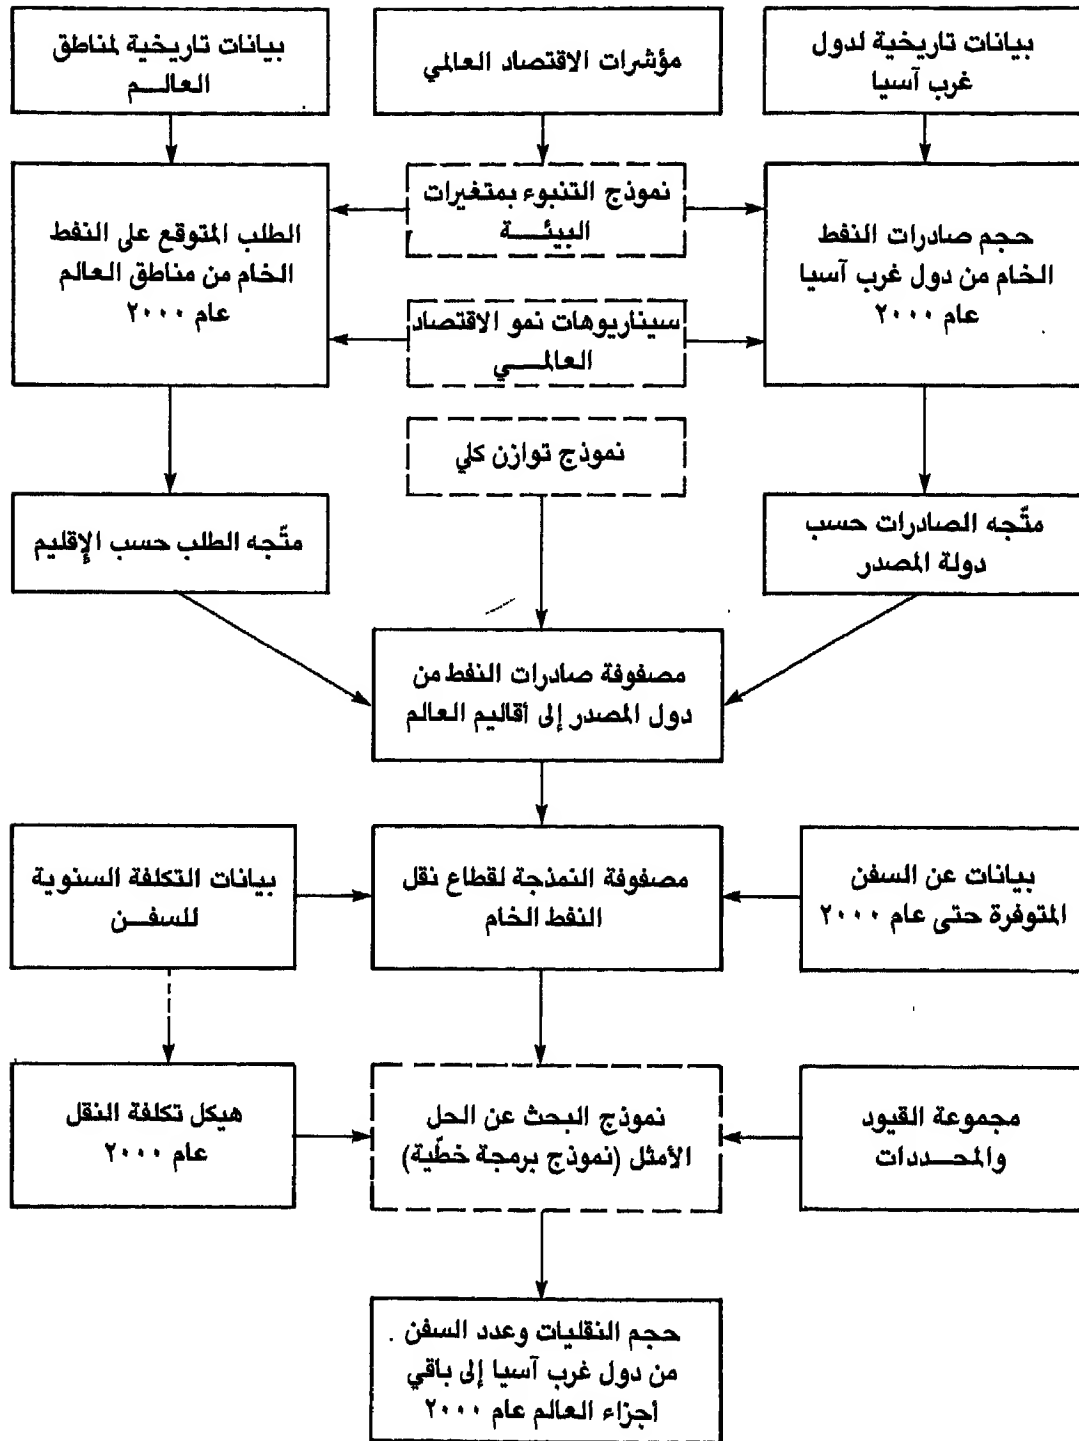 بيانات تاريخية لدول
غرب آسيا
مؤشرات الاقتصاد العالمي
بيانات تاريخية لمناطق
العالم
حجم صادرات النفط
الخام من دول غرب آسيا
عام ٢٠٠٠
نموذج التنبوء بمتغيرات
البيئة
الطلب المتوقع على النفط
الخام من مناطق العالم
عام ٢٠٠٠
سيناريوهات نمو الاقتصاد
العالمي
نموذج توازن كلي
متّجه الصادرات حسب
دولة المصدر
متّجه الطلب حسب الإقليم
مصفوفة صادرات النفط من
دول المصدر إلى أقاليم العالم
بيانات عن السفن
المتوفرة حتى عام ٢٠٠٠
مصفوفة النمذجة لقطاع نقل
النفط الخام
بيانات التكلفة السنوية
للسفن
مجموعة القيود
والمحددات
نموذج البحث عن الحل
الأمثل (نموذج برمجة خطّية)
هيكل تكلفة النقل
عام ٢٠٠٠
حجم النقليات وعدد السفن
من دول غرب آسيا إلى باقي
أجزاء العالم عام ٢٠٠٠